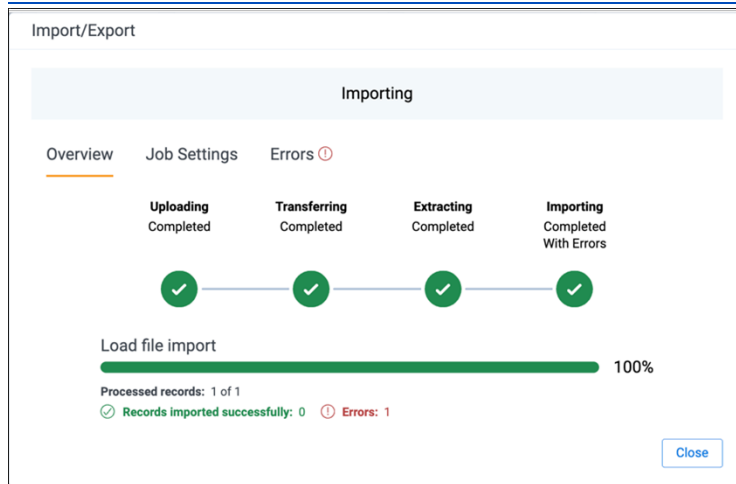 Import/Export
Importing
Overview Job Settings Errors
Uploading Transferring Extracting Importing
Completed Completed Completed Completed
With Errors
Load file import
100%
Processed records: 1 of 1
Records imported successfully: 0 Errors: 1
Close